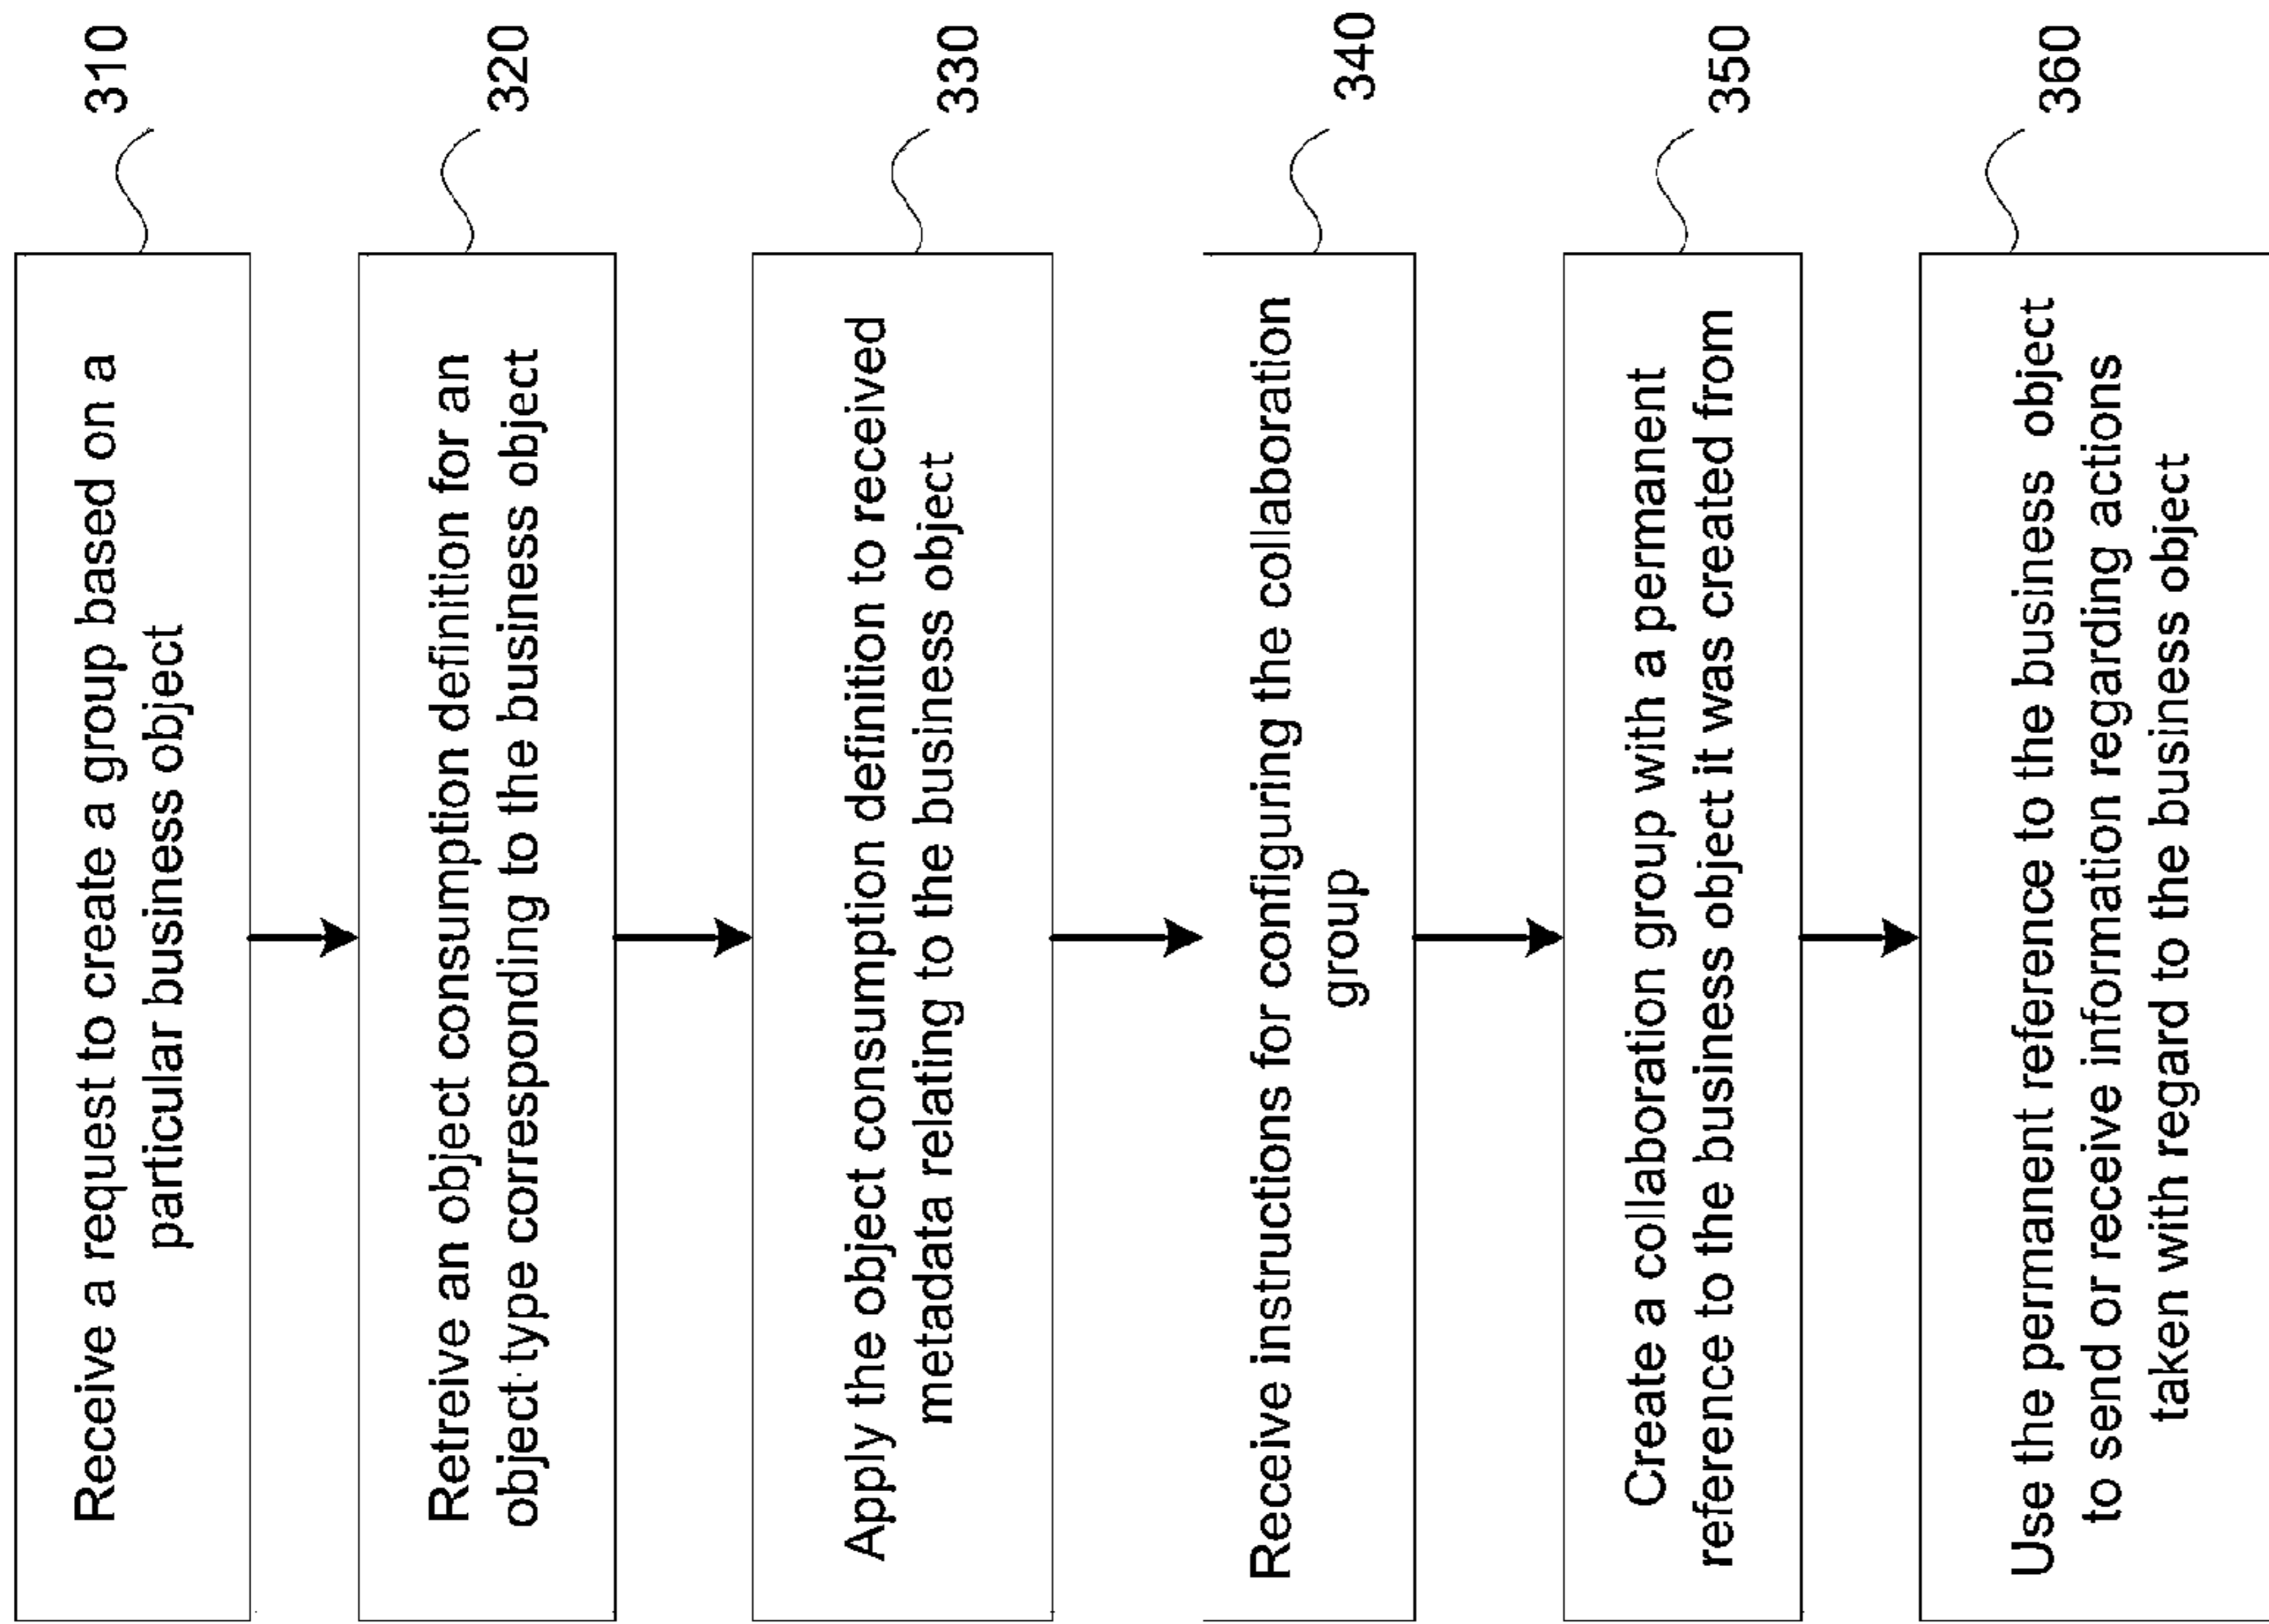 Receive a request to create a group based on a
particular business object
310
Retreive an object consumption definition for an
object type corresponding to the business object
320
Apply the object consumption definition to received
metadata relating to the business object
330
Receive instructions for configuring the collaboration
group
340
Create a collaboration group with a permanent
reference to the business object it was created from
350
Use the permanent reference to the business object
to send or receive information regarding actions
taken with regard to the business object
360